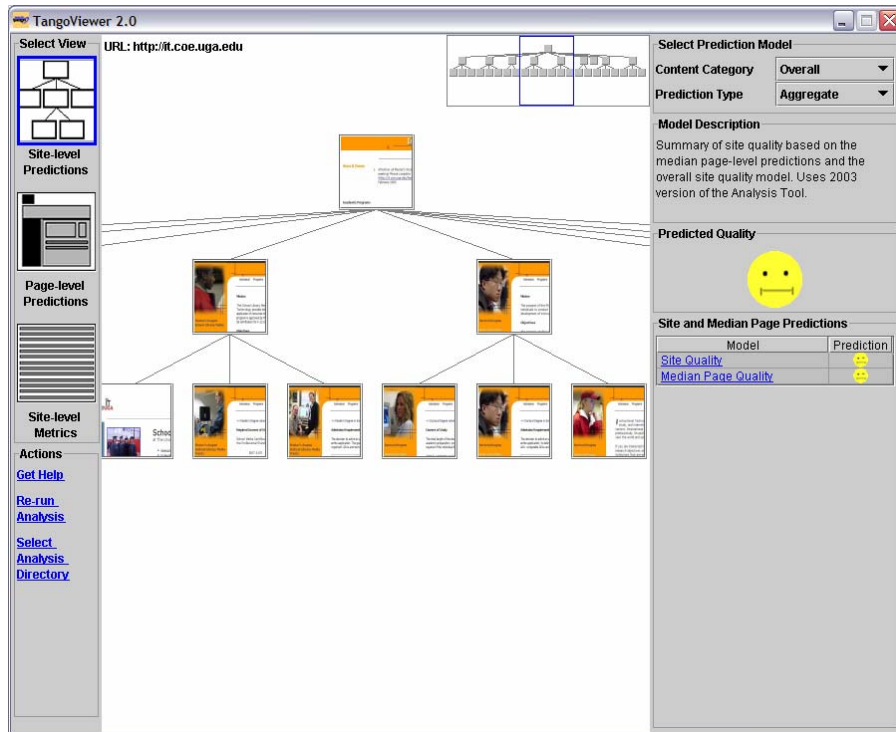 TangoViewer 2.0
Select View
Site-level
Predictions
Page-level
Predictions
Site-level
Metrics
Actions
Get Help
Re-run
Analysis
Select
Analysis
Directory
URL: http://it.coe.uga.edu
Schoo
Select Prediction Model
Content Category Overall
Prediction Type Aggregate
Model Description
Summary of site quality based on the
median page-level predictions and the
overall site quality model. Uses 2003
version of the Analysis Tool.
Predicted Quality
Site and Median Page Predictions
Model Prediction
Site Quality
Median Page Quality